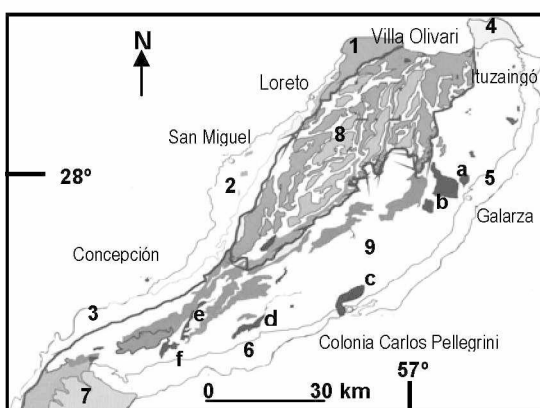 4
N
1
Villa Olivari
Loreto
Ituzaingó
San Miguel
8
28º
2
a
5
b
Galarza
9
Concepción
c
3
e
d
f
6
Colonia Carlos Pellegrini
7
0
30 km
57º